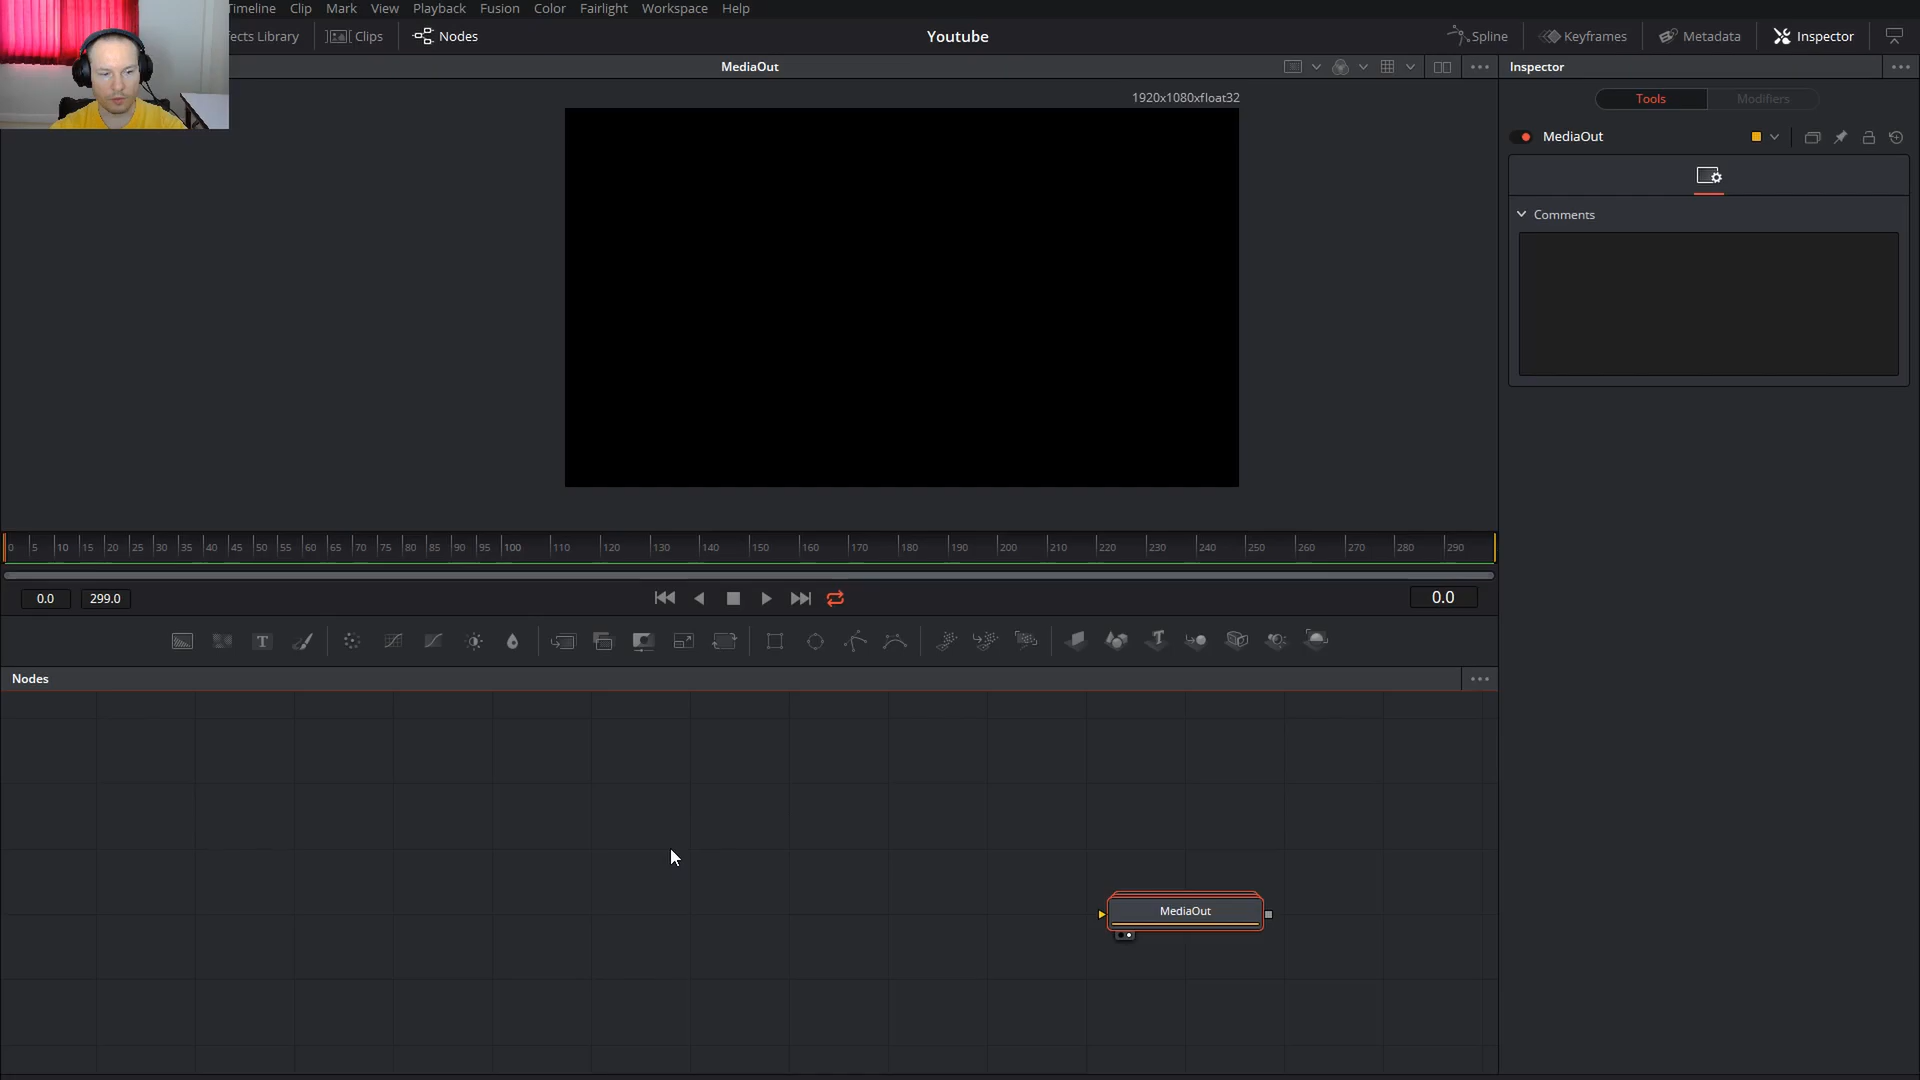 Timeline Clip Mark View Playback Fusion Color Fairlight Workspace Help
fects Library Clips Nodes Youtube Spline Keyframes Metadata Inspector
MediaOut Inspector
1920x1080xfloat32 Tools Modifiers
MediaOut
Comments
0 5 10 15 20 25 30 35 40 45 50 55 60 65 70 75 80 85 90 95 100 110 120 130 140 150 160 170 180 190 200 210 220 230 240 250 260 270 280 290
0.0 299.0 0.0
T T
Nodes
MediaOut